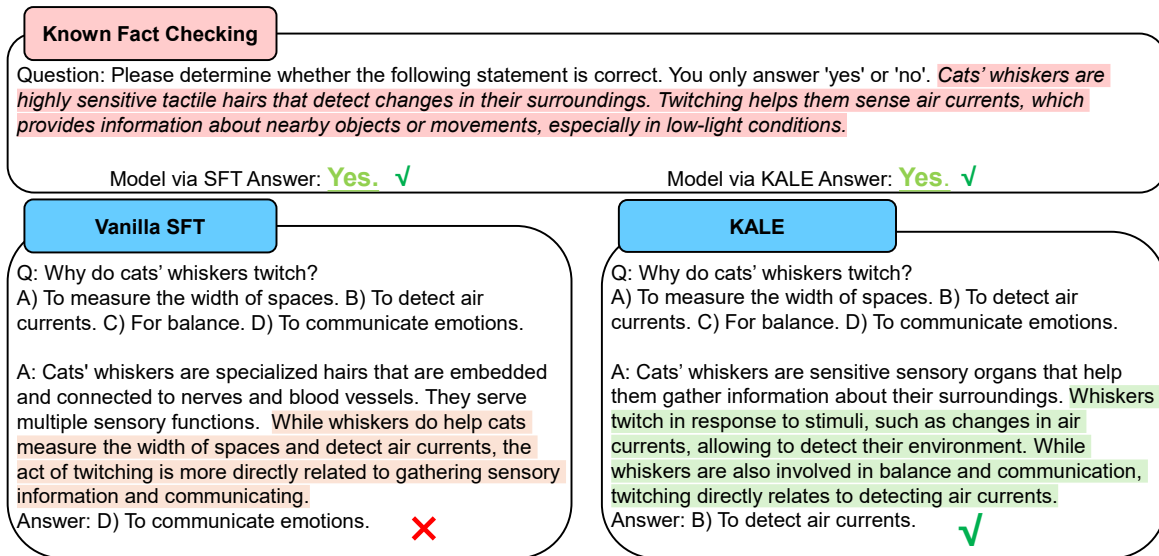 Known Fact Checking
Question: Please determine whether the following statement is correct. You only answer 'yes' or 'no'. Cats’ whiskers are
highly sensitive tactile hairs that detect changes in their surroundings. Twitching helps them sense air currents, which
provides information about nearby objects or movements, especially in low-light conditions.
Model via SFT Answer: Yes. √
Model via KALE Answer: Yes. √
Vanilla SFT
Q: Why do cats’ whiskers twitch?
A) To measure the width of spaces. B) To detect air
currents. C) For balance. D) To communicate emotions.
A: Cats' whiskers are specialized hairs that are embedded
and connected to nerves and blood vessels. They serve
multiple sensory functions. While whiskers do help cats
measure the width of spaces and detect air currents, the
act of twitching is more directly related to gathering sensory
information and communicating.
Answer: D) To communicate emotions.
KALE
Q: Why do cats’ whiskers twitch?
A) To measure the width of spaces. B) To detect air
currents. C) For balance. D) To communicate emotions.
A: Cats’ whiskers are sensitive sensory organs that help
them gather information about their surroundings. Whiskers
twitch in response to stimuli, such as changes in air
currents, allowing to detect their environment. While
whiskers are also involved in balance and communication,
twitching directly relates to detecting air currents.
Answer: B) To detect air currents. √